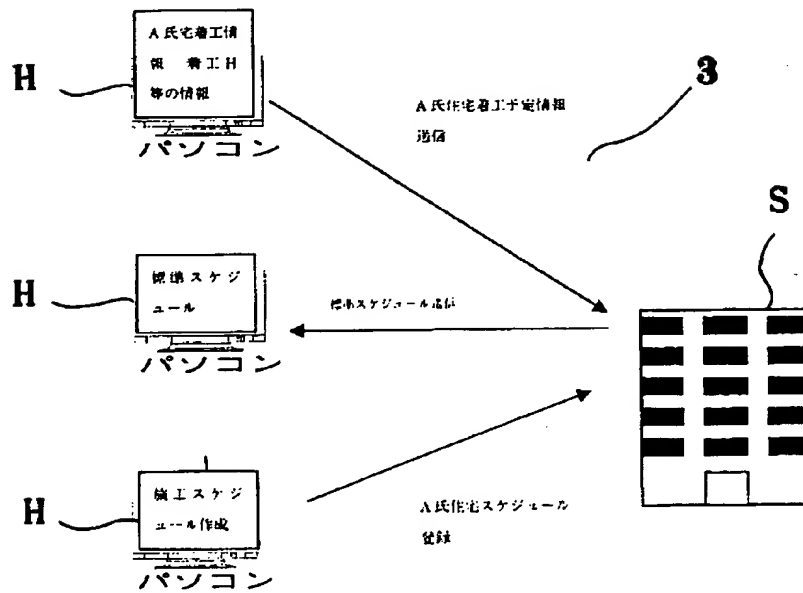 A氏宅着工情
報 着工日
等の情報
H
パソコン
A氏住宅着工予定情報
送信
3
S
標準スケジ
ュール
H
パソコン
標準スケジュール送信
施工スケジ
ュール作成
H
パソコン
A氏住宅スケジュール
登録